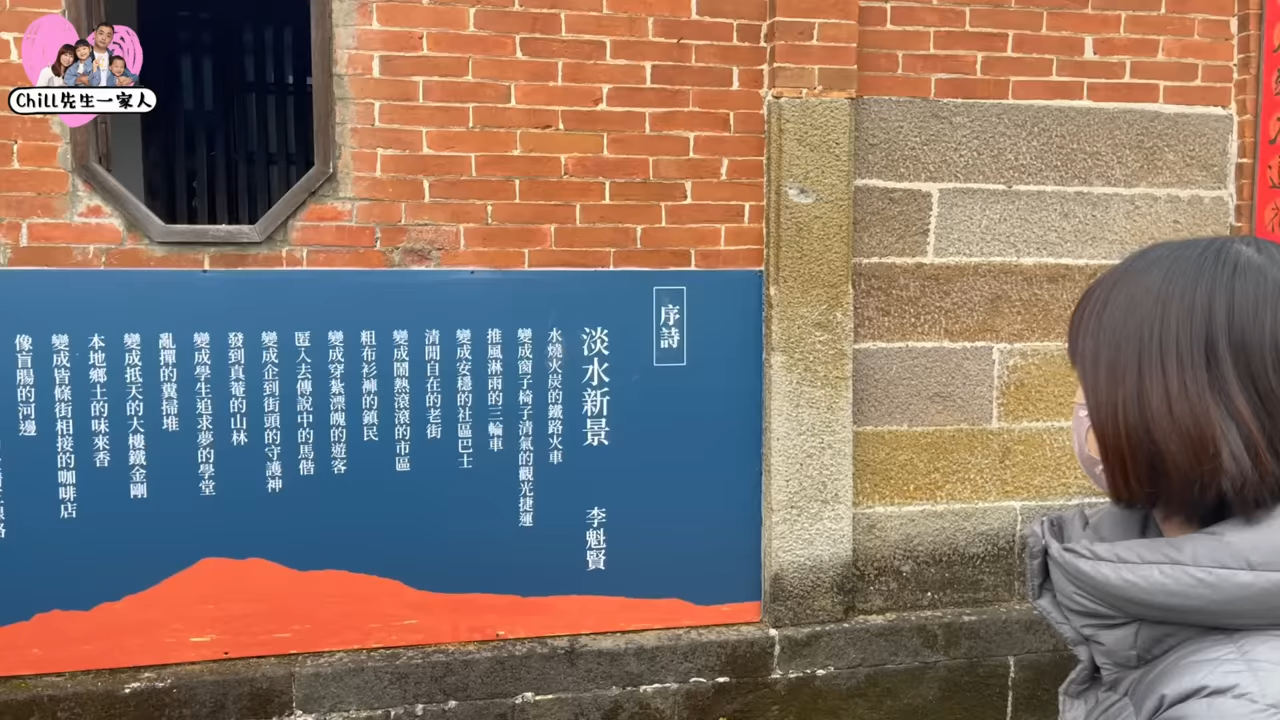 Chill先生一家人
序詩
淡水新景 李魁賢
水燒火炭的鐵路火車
變成窗子椅子清氣的觀光捷運
推風淋雨的三輪車
變成安穩的社區巴士
清閒自在的老街
變成鬧熱滾滾的市區
粗布衫褲的鎮民
變成穿紮漂魄的遊客
匿入去傳說中的馬偕
變成企到街頭的守護神
發到真菴的山林
變成學生追求夢的學堂
亂撣的糞掃堆
變成抵天的大樓鐵金剛
本地鄉土的味來香
變成皆條街相接的咖啡店
像盲腸的河邊